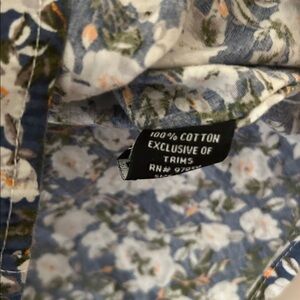 100% COTTON
EXCLUSIVE OF
TRIMS
RN#